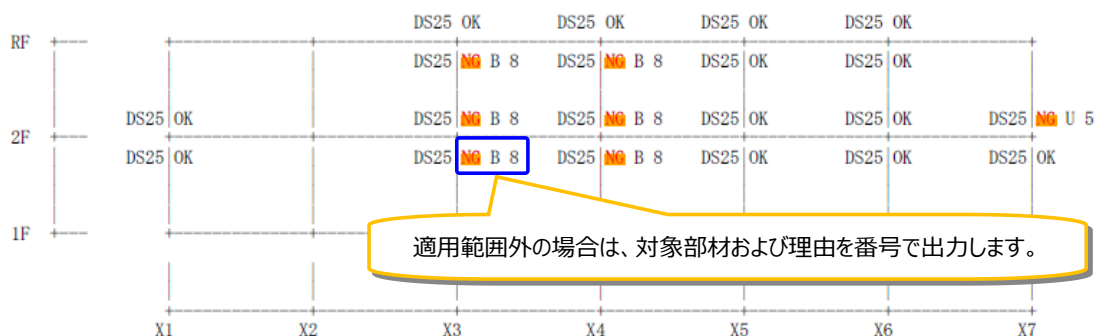 DS25 OK DS25 OK DS25 OK DS25 OK
RF
DS25 NG B 8 DS25 NG B 8 DS25 OK DS25 OK
DS25 OK DS25 NG B 8 DS25 NG B 8 DS25 OK DS25 OK DS25 NG U 5
2F
DS25 OK DS25 NG B 8 DS25 NG B 8 DS25 OK DS25 OK DS25 OK
1F
適用範囲外の場合は、対象部材および理由を番号で出力します。
X1 X2 X3 X4 X5 X6 X7